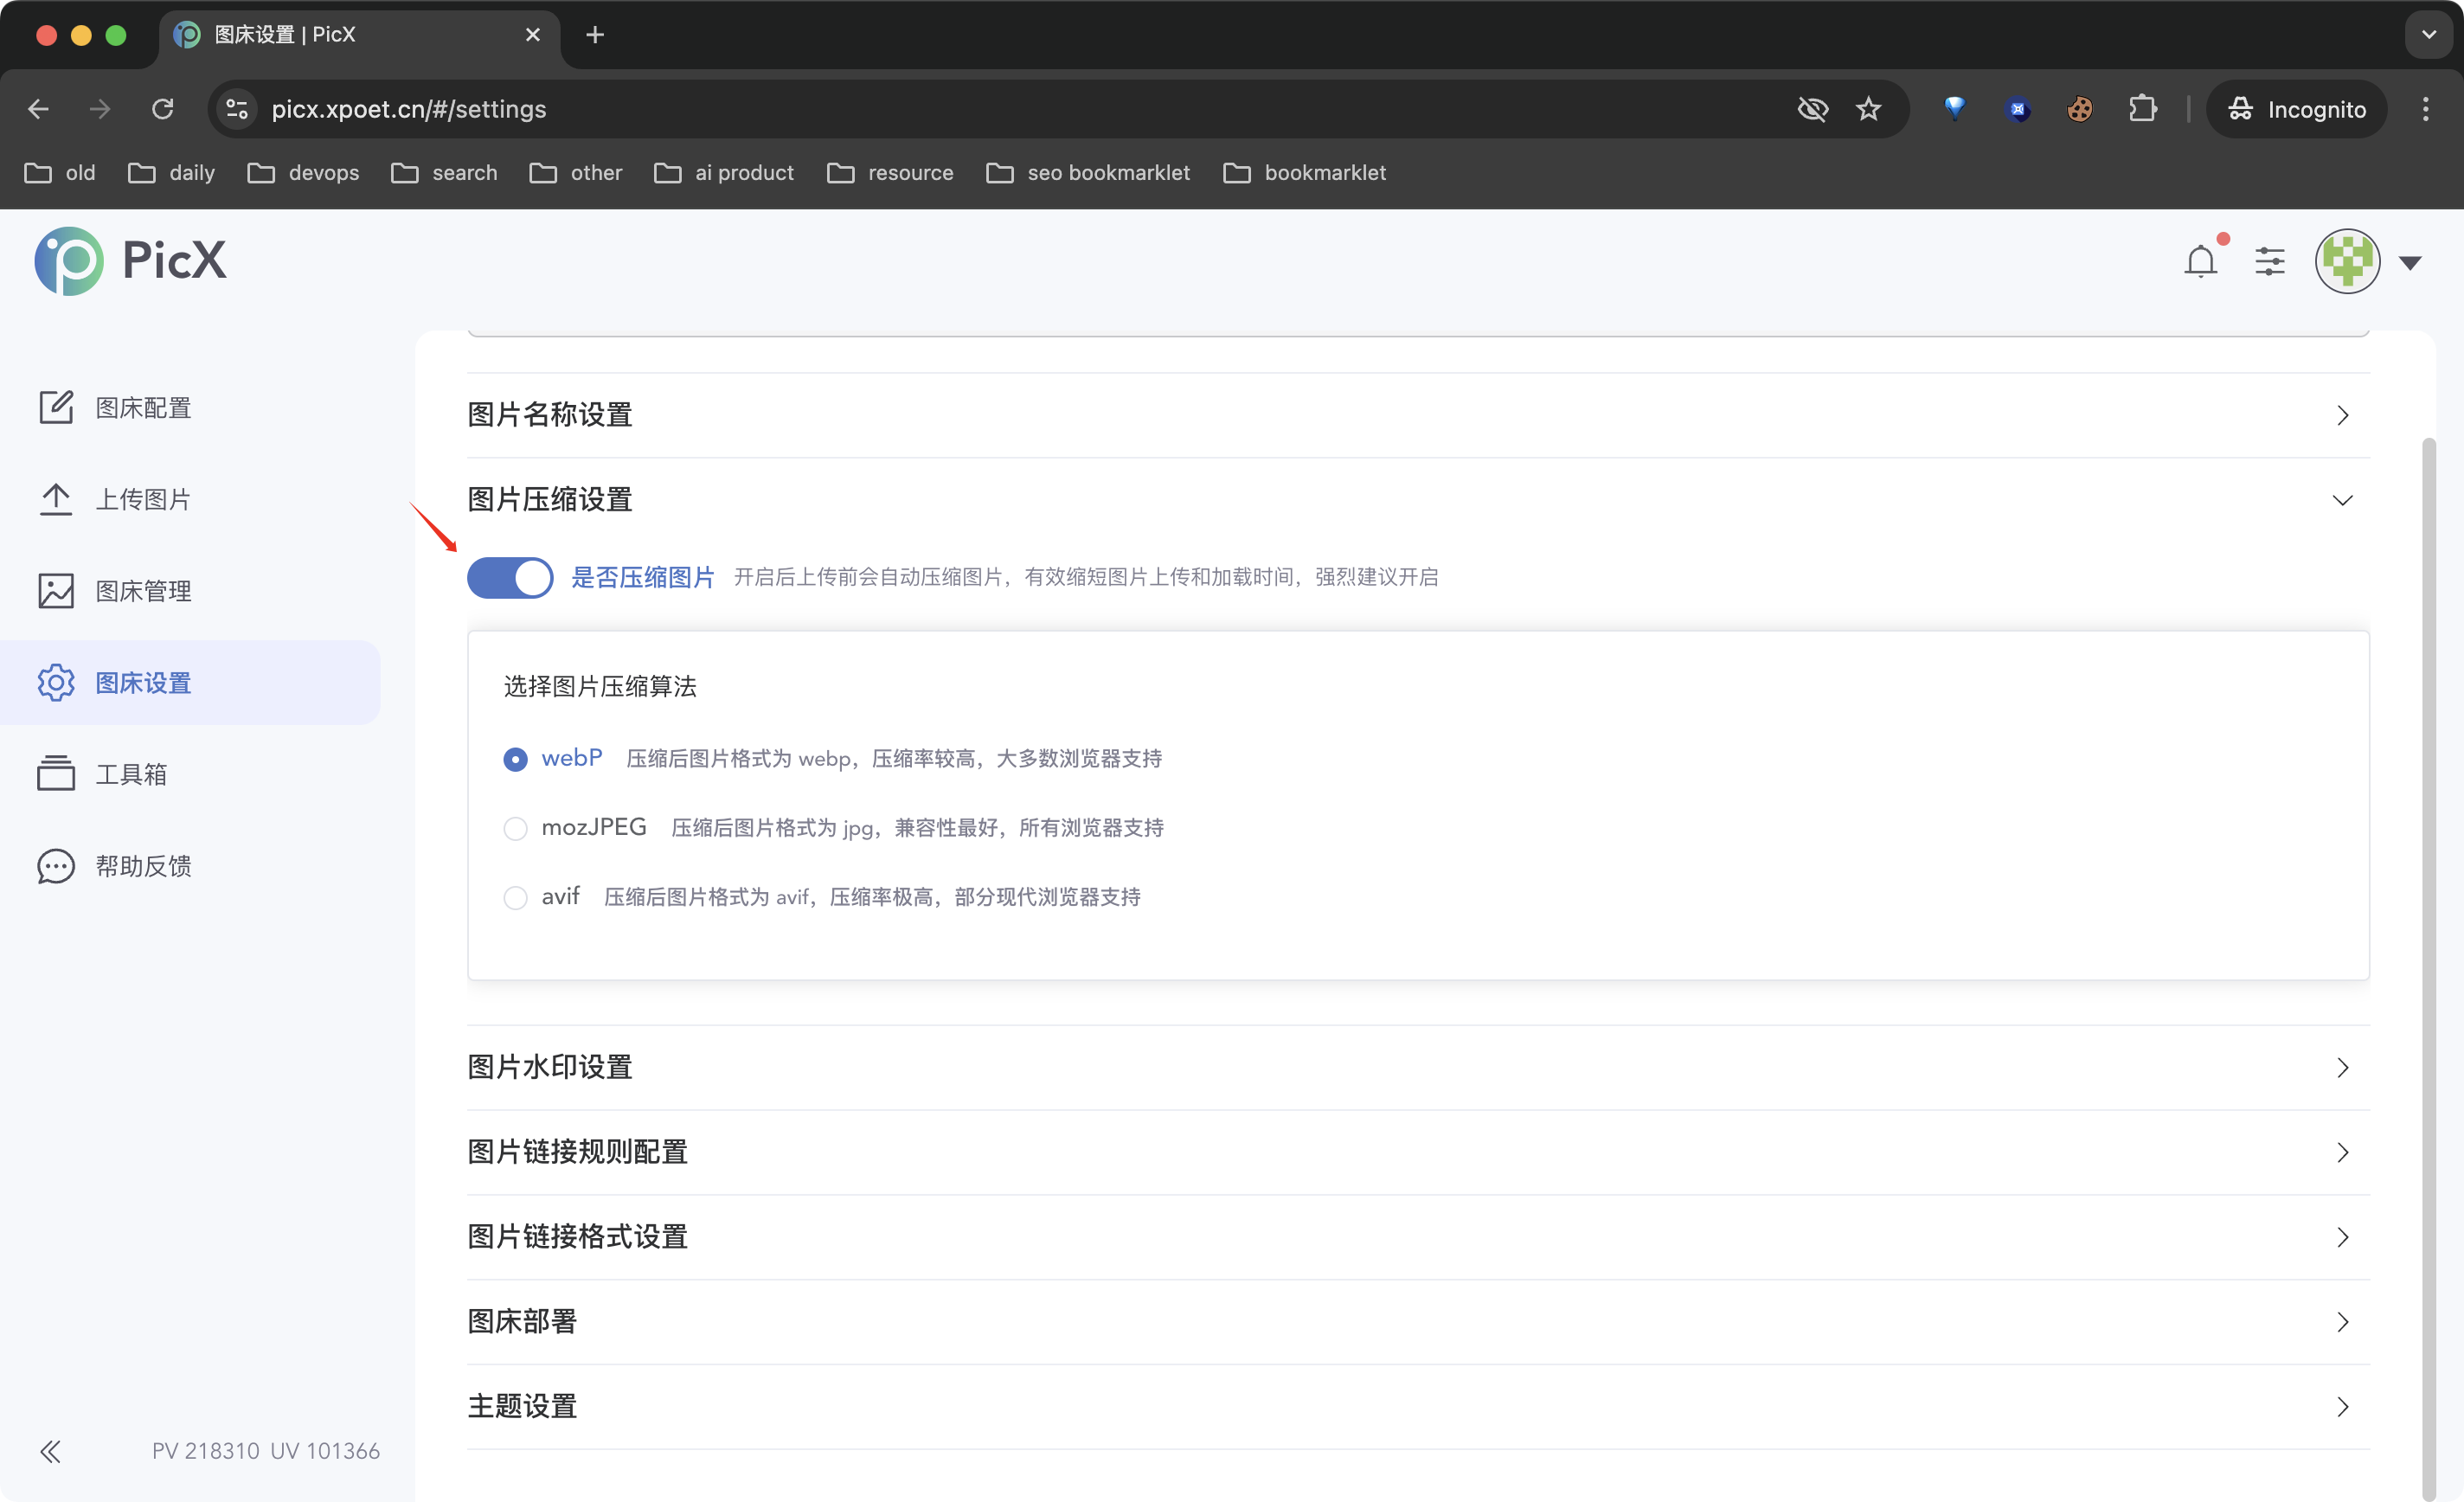 图床设置 | PicX
picx.xpoet.cn/#/settings
Incognito
old daily devops search other ai product resource seo bookmarklet bookmarklet
PicX
图床配置
上传图片
图床管理
图床设置
工具箱
帮助反馈
PV 218310 UV 101366
图片名称设置
图片压缩设置
是否压缩图片 开启后上传前会自动压缩图片，有效缩短图片上传和加载时间，强烈建议开启
选择图片压缩算法
webP 压缩后图片格式为 webp，压缩率较高，大多数浏览器支持
mozJPEG 压缩后图片格式为 jpg，兼容性最好，所有浏览器支持
avif 压缩后图片格式为 avif，压缩率极高，部分现代浏览器支持
图片水印设置
图片链接规则配置
图片链接格式设置
图床部署
主题设置